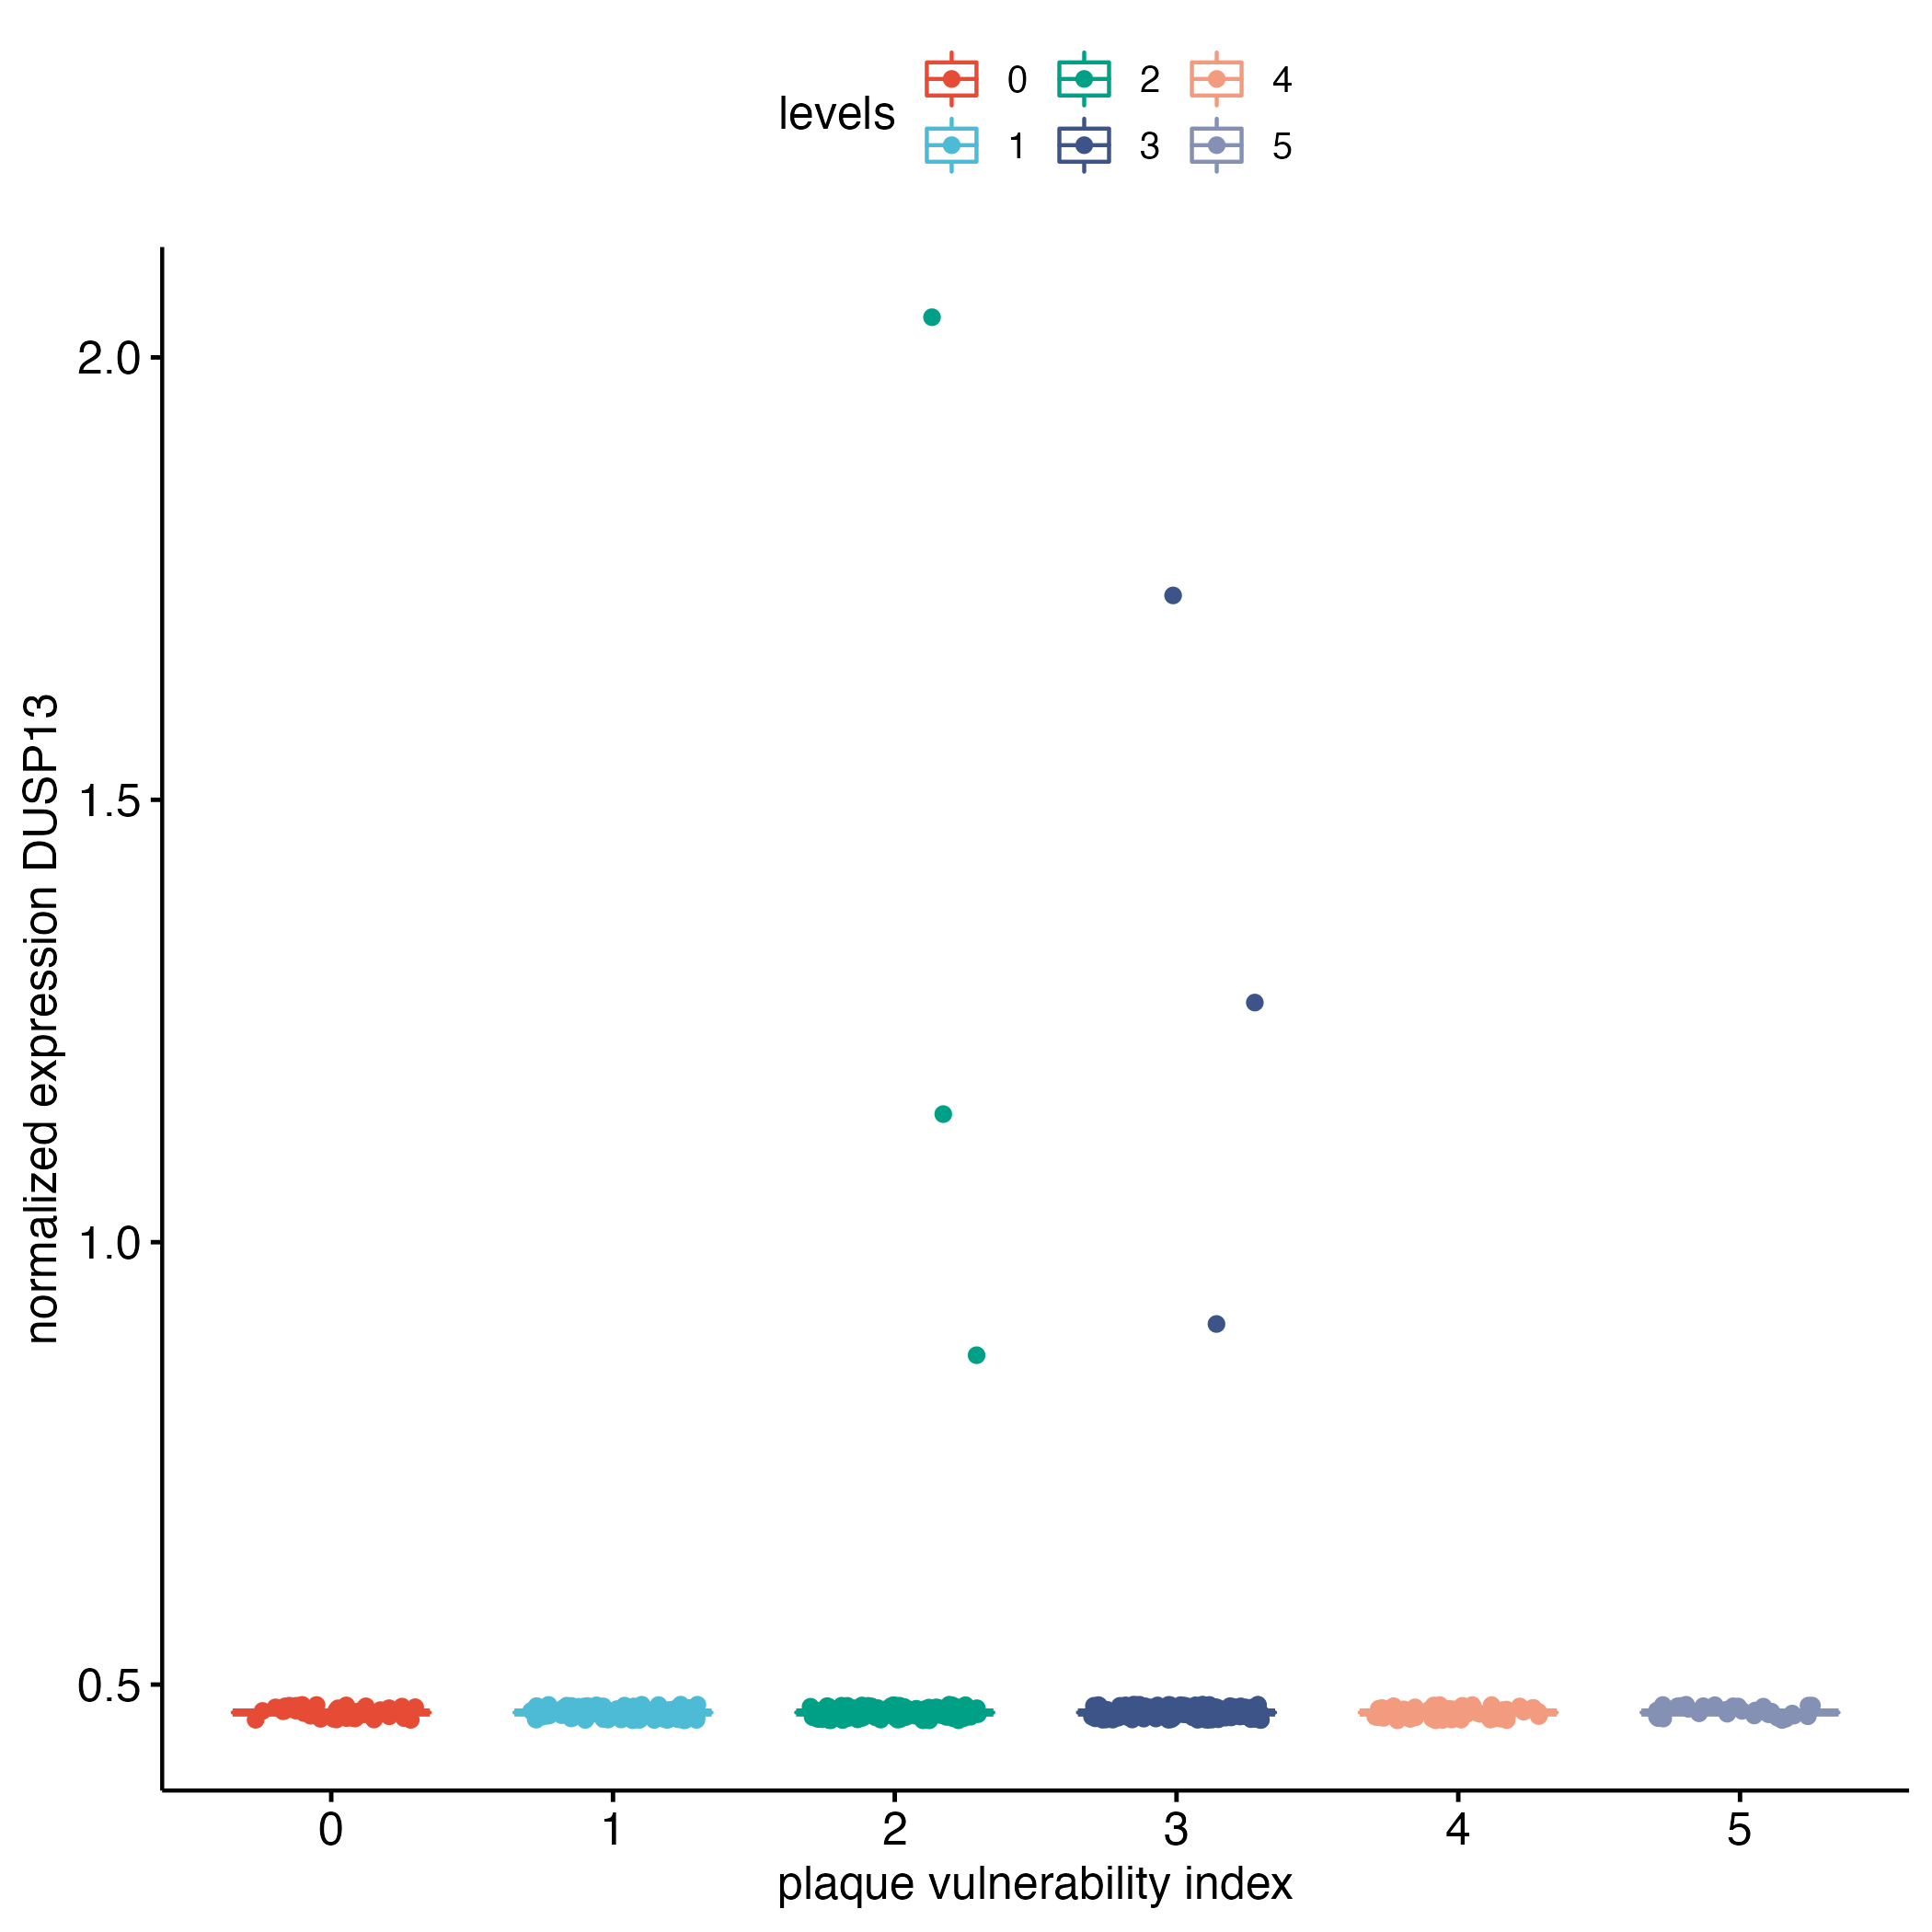 levels
0 2 4
1 3 5
normalized expression DUSP13
2.0
1.5
1.0
0.5
0 1 2 3 4 5
plaque vulnerability index